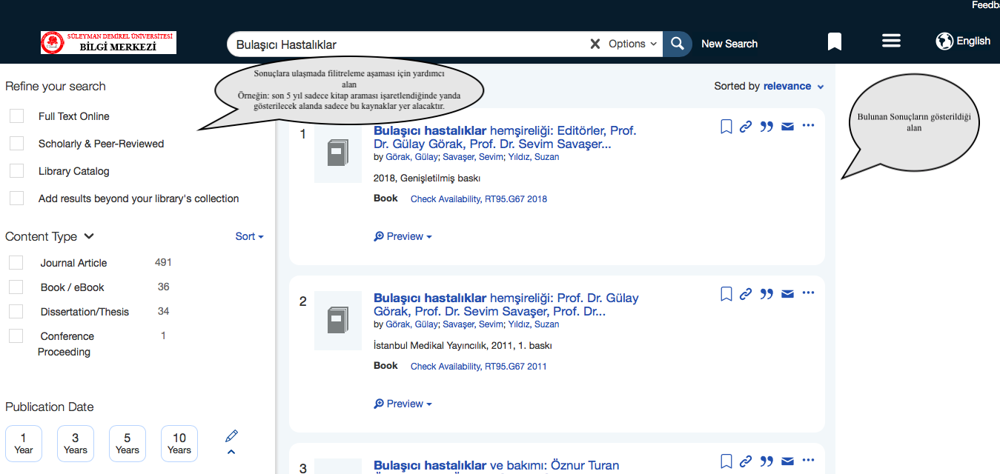 Feedb
SÜLEYMAN DEMİREL ÜNİVERSİTESİ
BİLGİ MERKEZİ
Bulaşıcı Hastalıklar
Options
New Search
English
Sonuçlara ulaşmada filitreleme aşaması için yardımcı
alan
Örneğin: son 5 yıl sadece kitap araması işaretlendiğinde yanda
gösterilecek alanda sadece bu kaynaklar yer alacaktır.
Refine your search
Full Text Online
Scholarly & Peer-Reviewed
Library Catalog
Add results beyond your library's collection
Content Type
Sort
Journal Article 491
Book / eBook 36
Dissertation/Thesis 34
Conference 1
Proceeding
Publication Date
1
Year
3
Years
5
Years
10
Years
Sorted by relevance
1
Bulaşıcı hastalıklar hemşireliği: Editörler, Prof.
Dr. Gülay Görak, Prof. Dr. Sevim Savaşer...
by Görak, Gülay; Savaşer, Sevim; Yıldız, Suzan
2018, Genişletilmiş baskı
Book Check Availability, RT95.G67 2018
Preview
2
Bulaşıcı hastalıklar hemşireliği: Prof. Dr. Gülay
Görak, Prof. Dr. Sevim Savaşer, Prof. Dr...
by Görak, Gülay; Savaşer, Sevim; Yıldız, Suzan
İstanbul Medikal Yayıncılık, 2011, 1. baskı
Book Check Availability, RT95.G67 2011
Preview
3
Bulaşıcı hastalıklar ve bakımı: Öznur Turan
Bulunan Sonuçların gösterildiği
alan